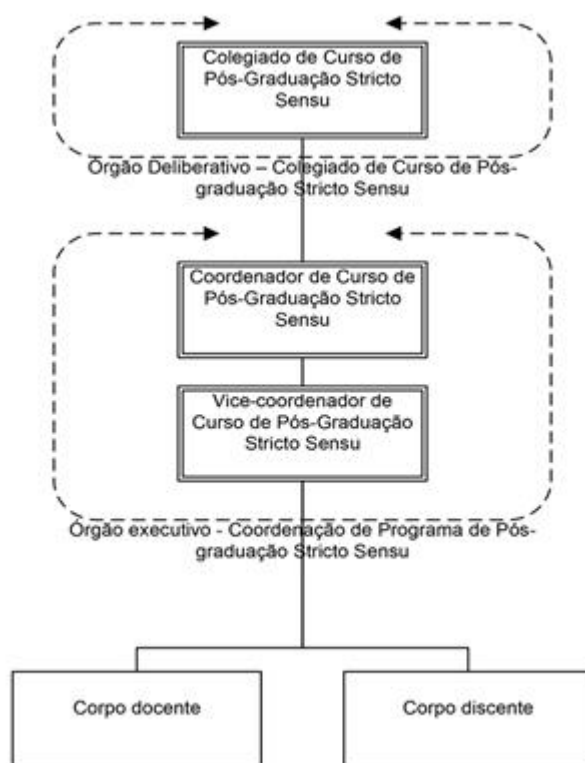 Colegiado de Curso de
Pós-Graduação Stricto
Sensu
Órgão Deliberativo – Colegiado de Curso de Pós-
graduação Stricto Sensu
Coordenador de Curso de
Pós-Graduação Stricto
Sensu
Vice-coordenador de
Curso de Pós-Graduação
Stricto Sensu
Órgão executivo - Coordenação de Programa de Pós-
graduação Stricto Sensu
Corpo docente
Corpo discente